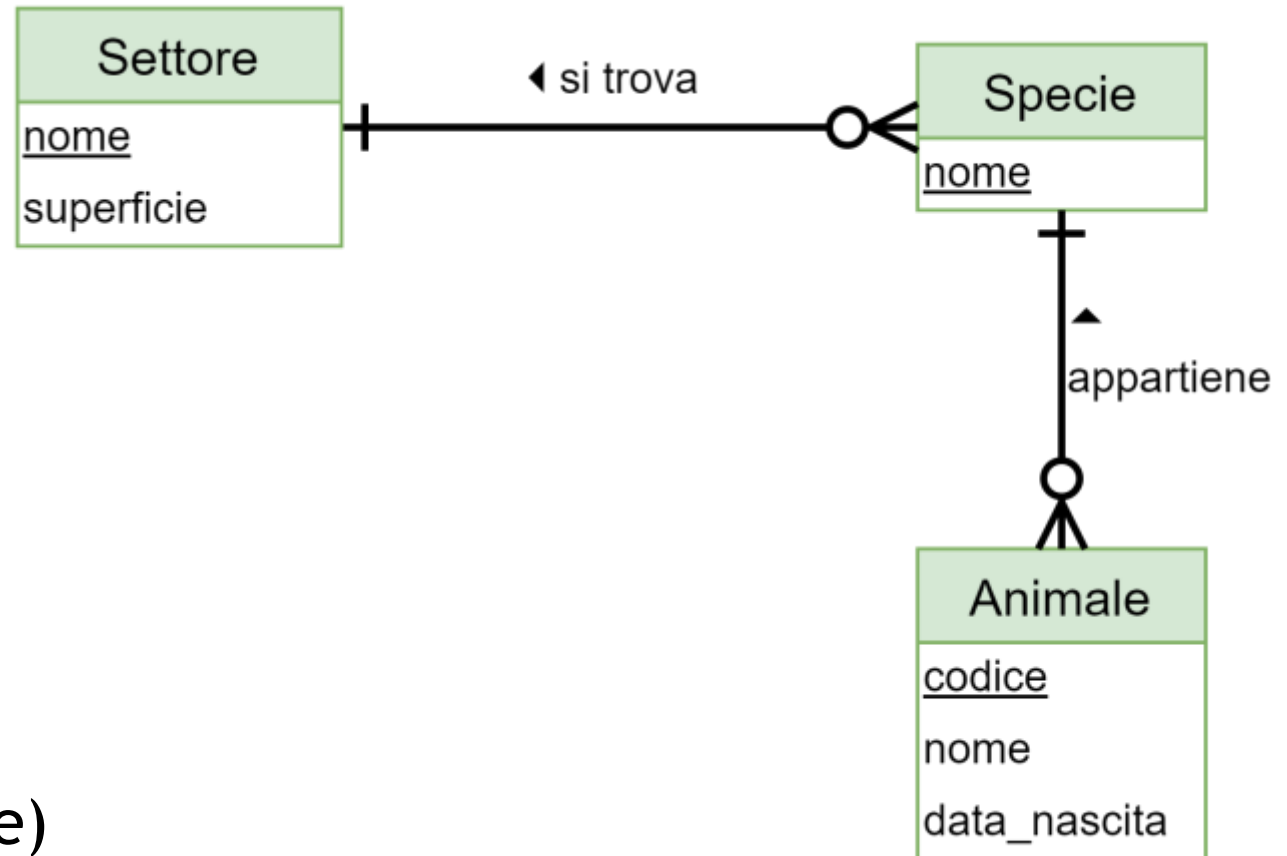 Settore
nome
superficie
si trova
Specie
nome
appartiene
Animale
codice
nome
data_nascita
e)